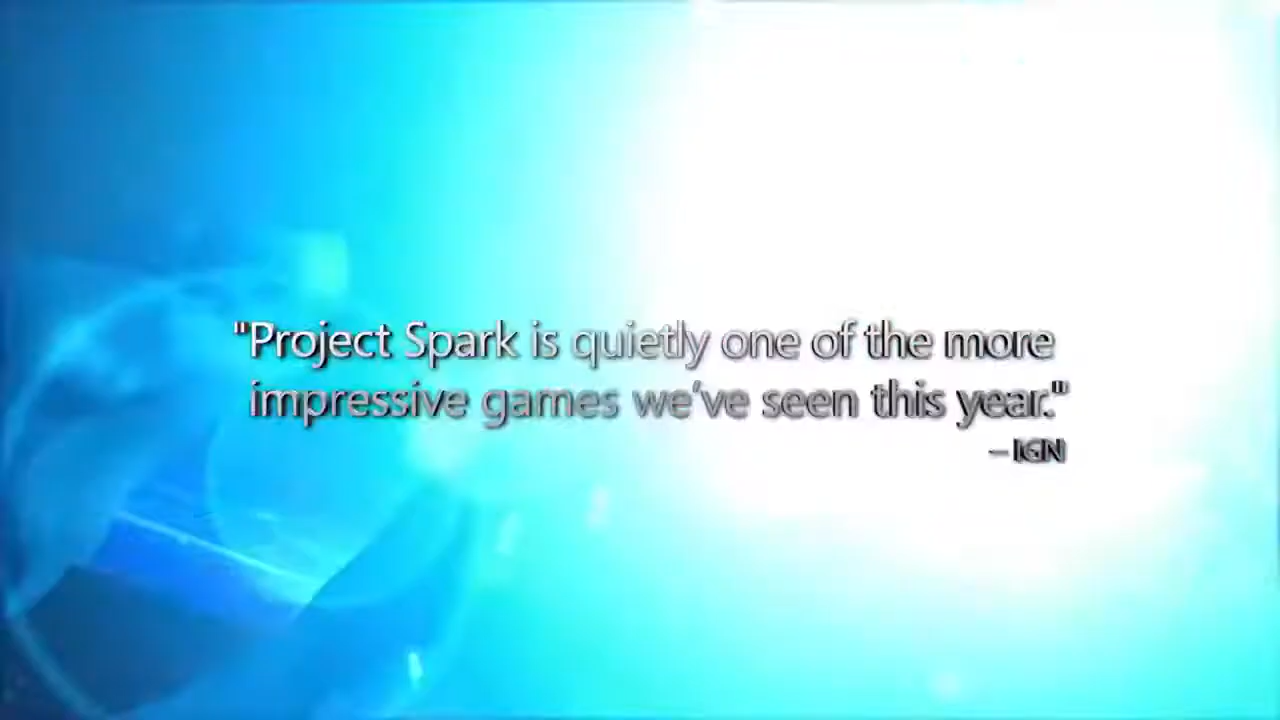 "Project Spark is quietly one of the more
impressive games we've seen this year."
– IGN